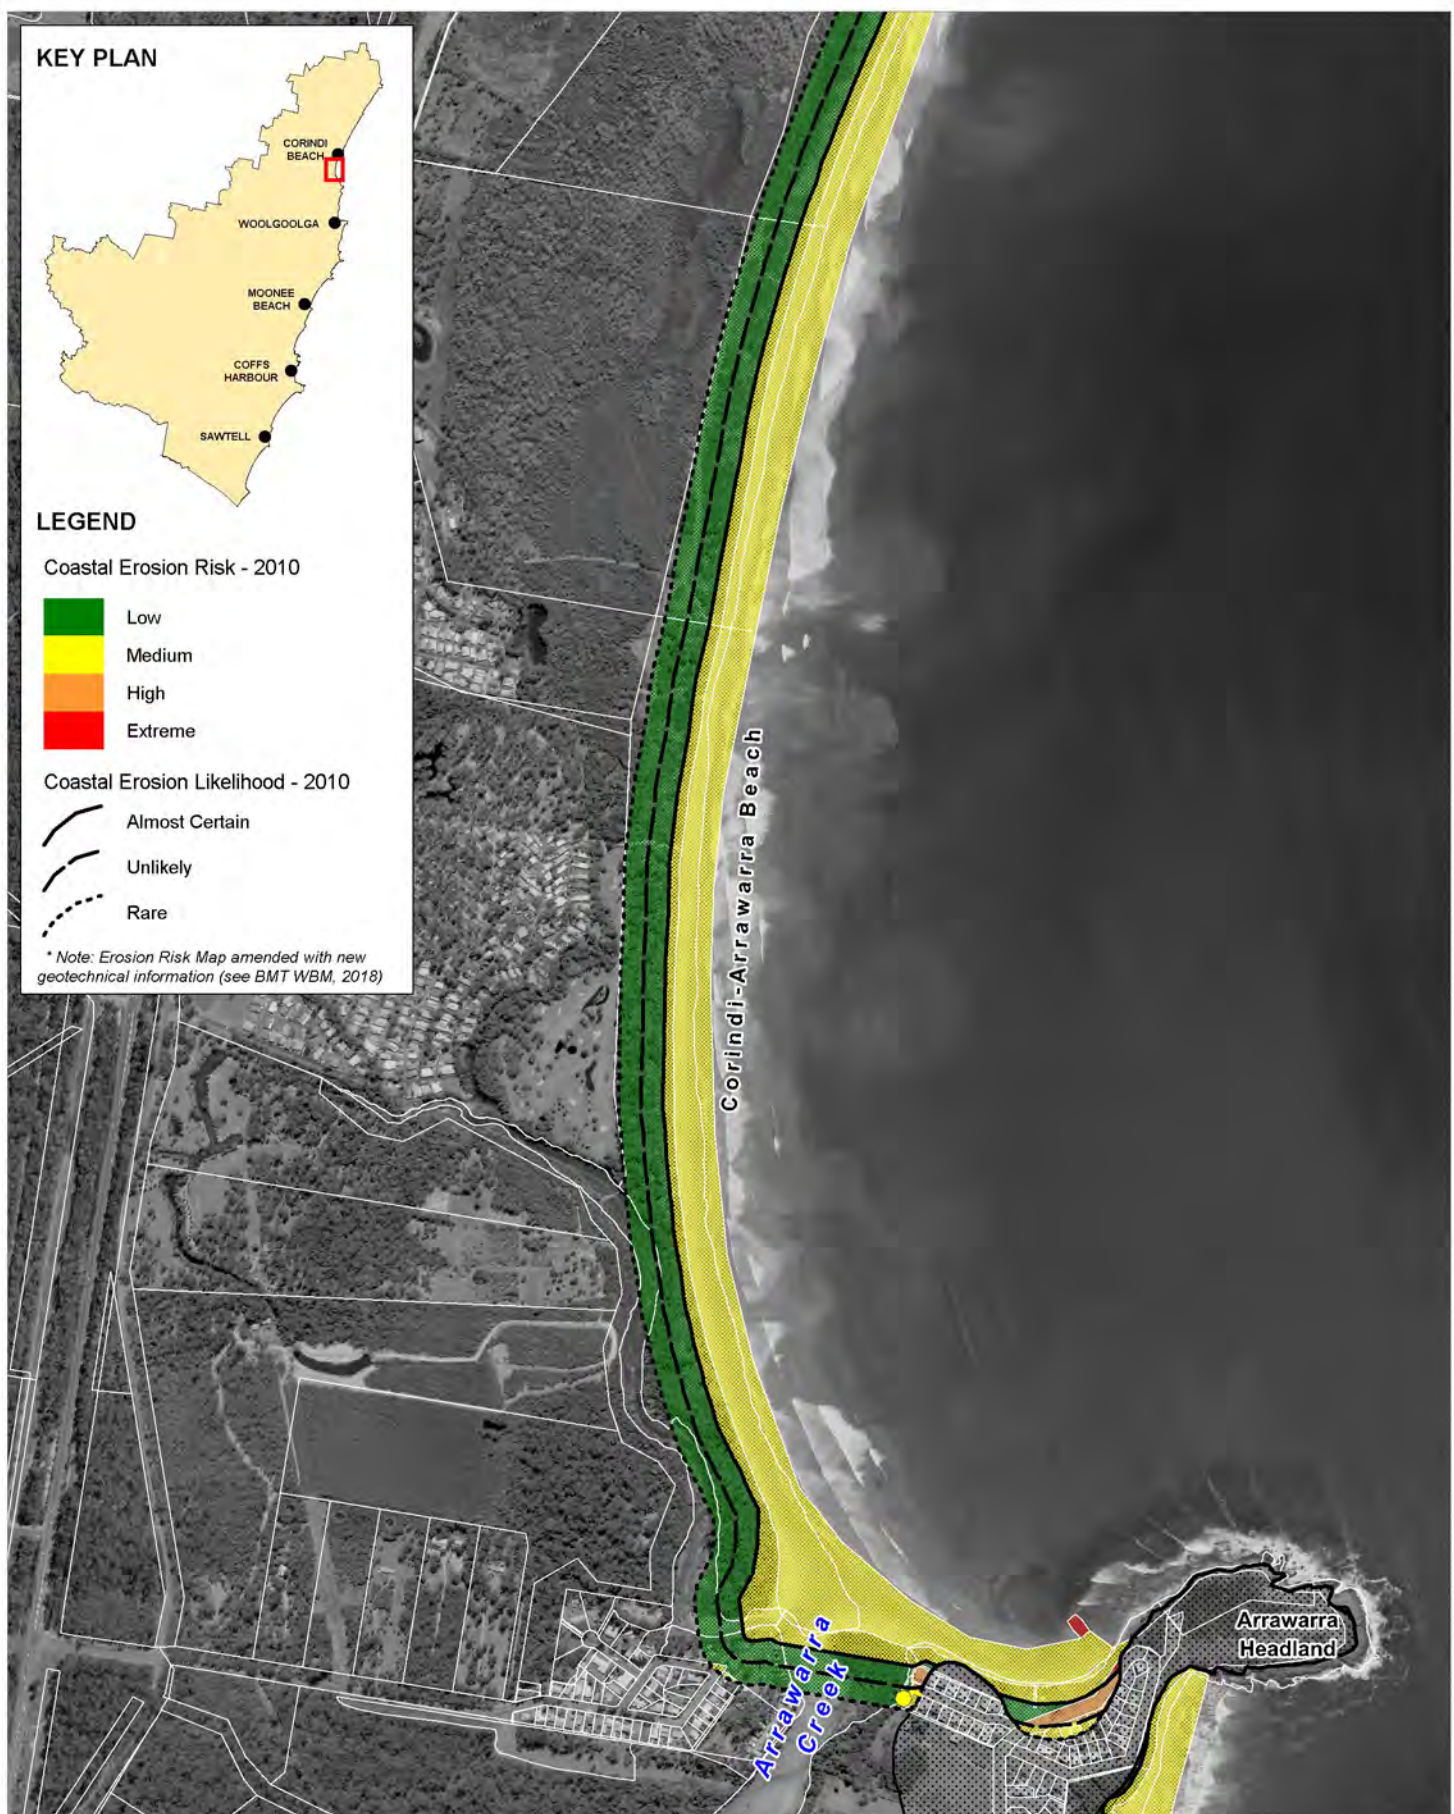 KEY PLAN
CORINDI
BEACH
WOOLGOOLGA
MOONEE
BEACH
COFFS
HARBOUR
SAWTELL
LEGEND
Coastal Erosion Risk - 2010
Low
Medium
High
Extreme
Coastal Erosion Likelihood - 2010
Almost Certain
Unlikely
Rare
* Note: Erosion Risk Map amended with new
geotechnical information (see BMT WBM, 2018)
Corindi-Arrawarra Beach
Arrawarra
Headland
Arrawarra
Creek